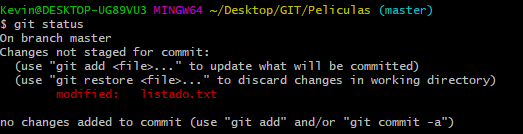 Kevin@DESKTOP-UG89VU3 MINGW64 ~/Desktop/GIT/Peliculas (master)
$ git status
On branch master
Changes not staged for commit:
  (use "git add <file>..." to update what will be committed)
  (use "git restore <file>..." to discard changes in working directory)
        modified:   listado.txt

no changes added to commit (use "git add" and/or "git commit -a")